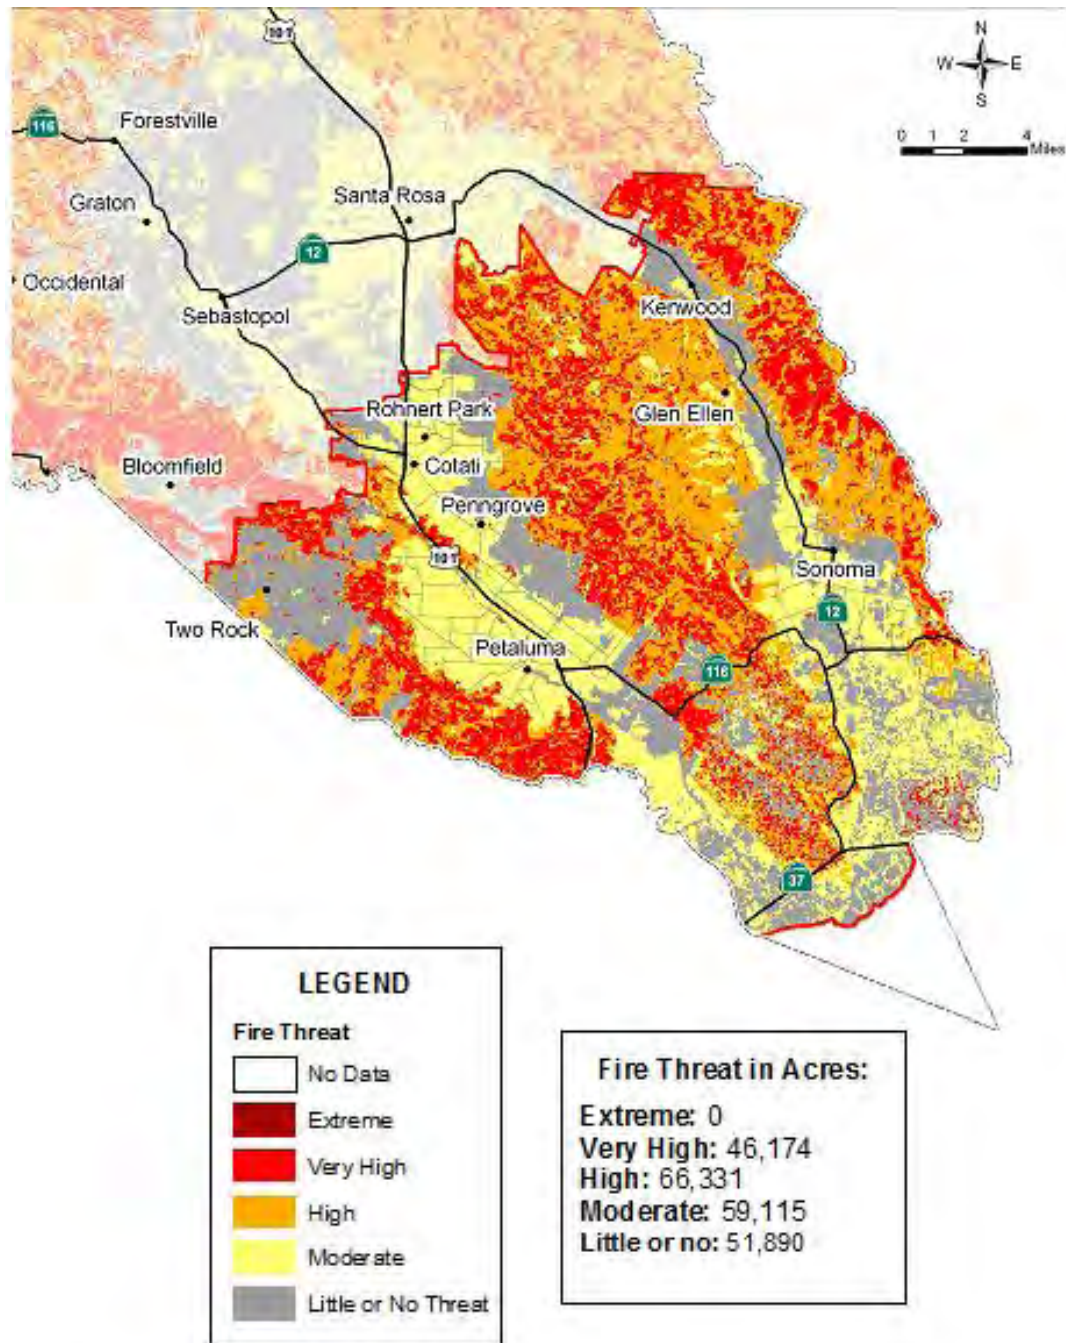 101
N
W E
S
116
Forestville
0 1 2 4
Miles
Graton
Santa Rosa
12
Occidental
Sebastopol
Kenwood
Rohnert Park
Glen Ellen
Bloomfield
Cotati
Penngrove
101
Sonoma
12
Two Rock
Petaluma
116
37
LEGEND
Fire Threat
No Data
Extreme
Very High
High
Moderate
Little or No Threat
Fire Threat in Acres:
Extreme: 0
Very High: 46,174
High: 66,331
Moderate: 59,115
Little or no: 51,890